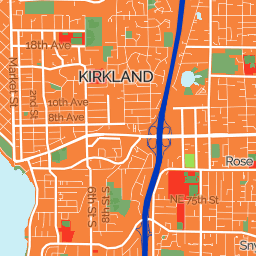 18th Ave
KIRKLAND
Market St
2nd St
10th Ave
8th Ave
Rose
6th St S
8th St S
NE 75th St
Sny